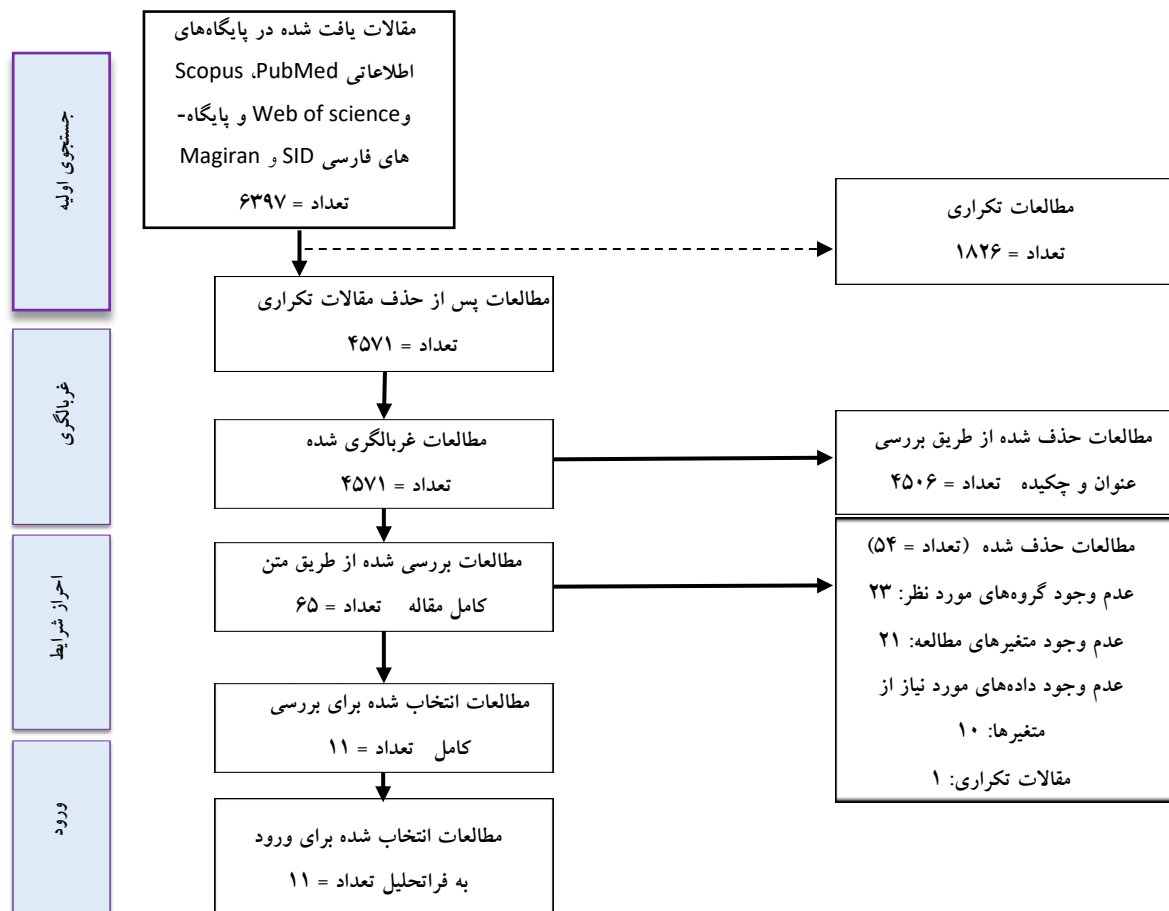 مقالات یافت شده در پایگاه‌های
اطلاعاتی Scopus ،PubMed
وWeb of science و پایگاه-
های فارسی SID و Magiran
تعداد = ۶۳۹۷
جستجوی اولیه
مطالعات تکراری
تعداد = ۱۸۲۶
مطالعات پس از حذف مقالات تکراری
تعداد = ۴۵۷۱
غربالگری
مطالعات غربالگری شده
تعداد = ۴۵۷۱
مطالعات حذف شده از طریق بررسی
عنوان و چکیده تعداد = ۴۵۰۶
احراز شرایط
مطالعات بررسی شده از طریق متن
کامل مقاله تعداد = ۶۵
مطالعات حذف شده (تعداد = ۵۴)
عدم وجود گروه‌های مورد نظر: ۲۳
عدم وجود متغیرهای مطالعه: ۲۱
عدم وجود داده‌های مورد نیاز از
متغیرها: ۱۰
مقالات تکراری: ۱
مطالعات انتخاب شده برای بررسی
کامل تعداد = ۱۱
ورود
مطالعات انتخاب شده برای ورود
به فراتحلیل تعداد = ۱۱